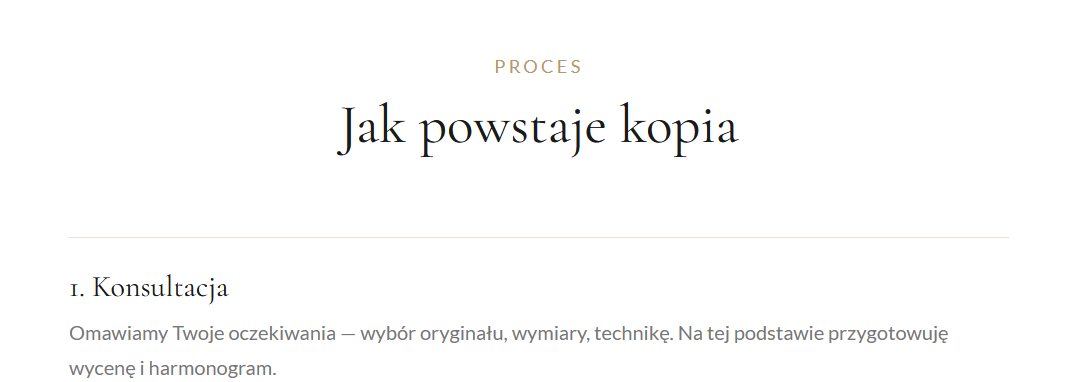 PROCES
Jak powstaje kopia
1. Konsultacja
Omawiamy Twoje oczekiwania — wybór oryginału, wymiary, technikę. Na tej podstawie przygotowuję
wycenę i harmonogram.